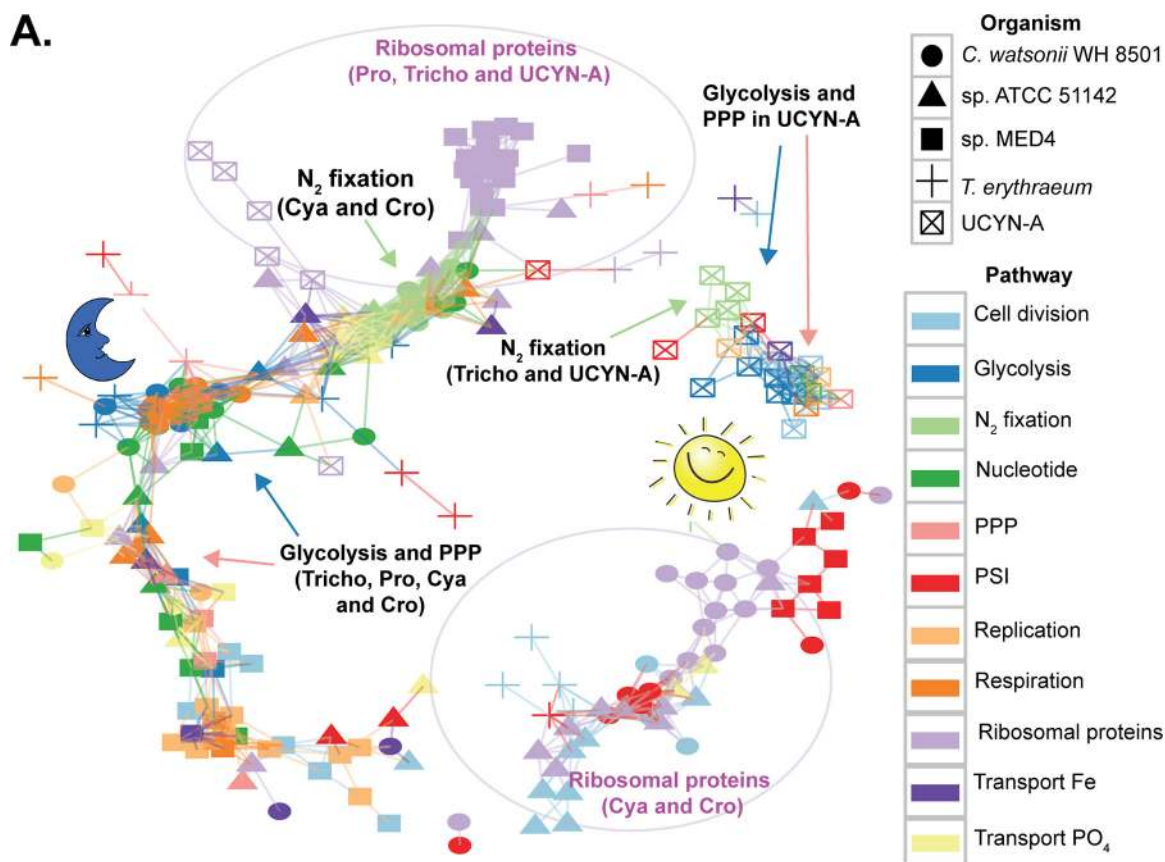 A.
Ribosomal proteins
(Pro, Tricho and UCYN-A)
N₂ fixation
(Cya and Cro)
Glycolysis and
PPP in UCYN-A
N₂ fixation
(Tricho and UCYN-A)
Glycolysis and PPP
(Tricho, Pro, Cya
and Cro)
Ribosomal proteins
(Cya and Cro)
Organism
C. watsonii WH 8501
sp. ATCC 51142
sp. MED4
T. erythraeum
UCYN-A
Pathway
Cell division
Glycolysis
N₂ fixation
Nucleotide
PPP
PSI
Replication
Respiration
Ribosomal proteins
Transport Fe
Transport PO₄